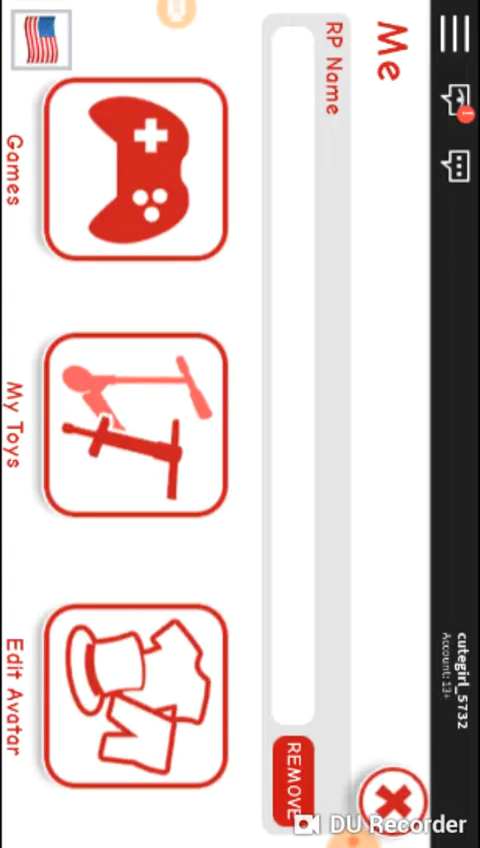 cutegirl_5732
Account: 13+
Me
RP Name
REMOVE
Games
My Toys
Edit Avatar
DU Recorder